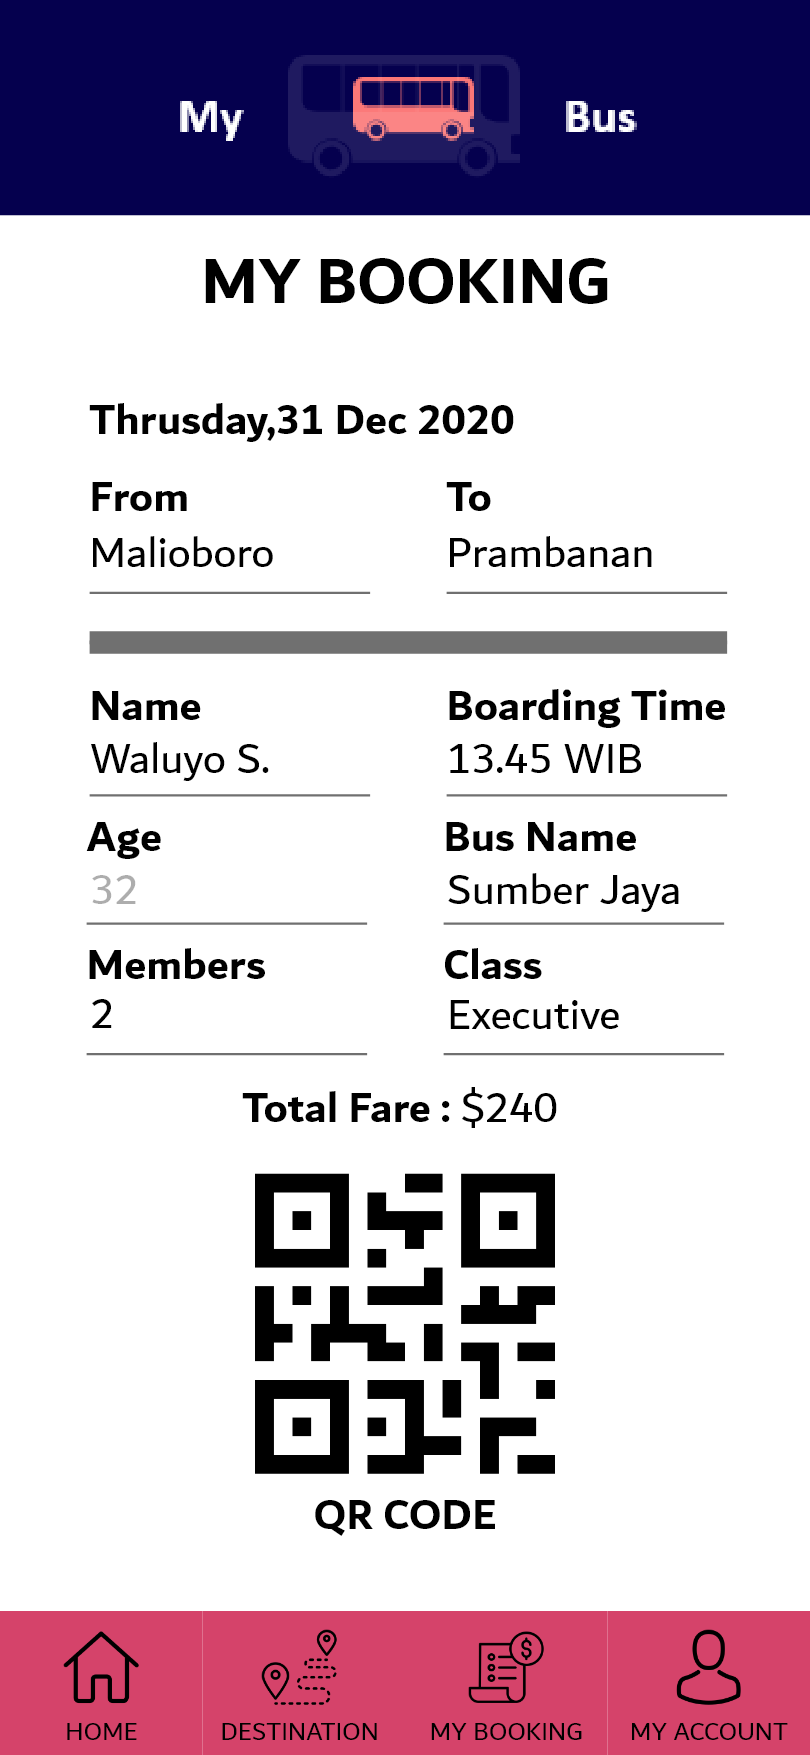 My Bus
MY BOOKING
Thrusday,31 Dec 2020
From To
Malioboro Prambanan
Name Boarding Time
Waluyo S. 13.45 WIB
Age Bus Name
32 Sumber Jaya
Members Class
2 Executive
Total Fare : $240
QR CODE
HOME DESTINATION MY BOOKING MY ACCOUNT